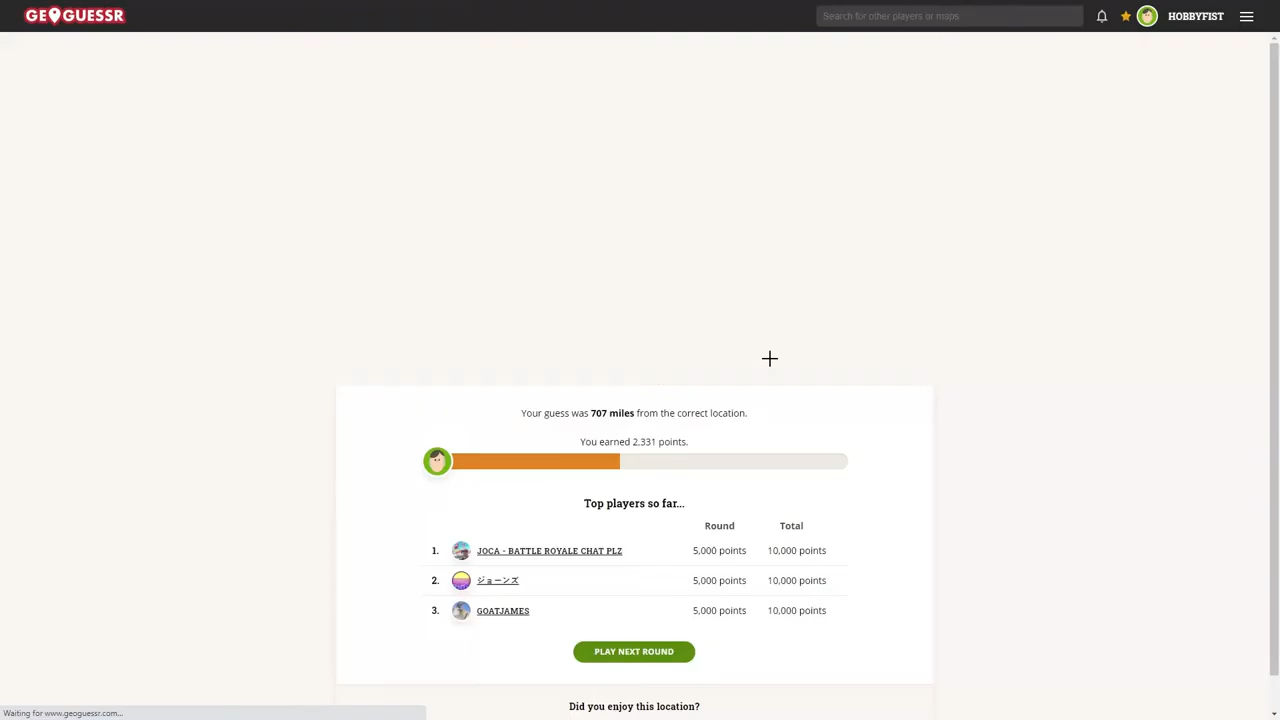 GEOGUESSR
Search for other players or maps
HOBBYFIST
Your guess was 707 miles from the correct location.
You earned 2,331 points.
Top players so far...
Round Total
1. JOCA - BATTLE ROYALE CHAT PLZ 5,000 points 10,000 points
2. ジョーンズ 5,000 points 10,000 points
3. GOATJAMES 5,000 points 10,000 points
PLAY NEXT ROUND
Did you enjoy this location?
Waiting for www.geoguessr.com...